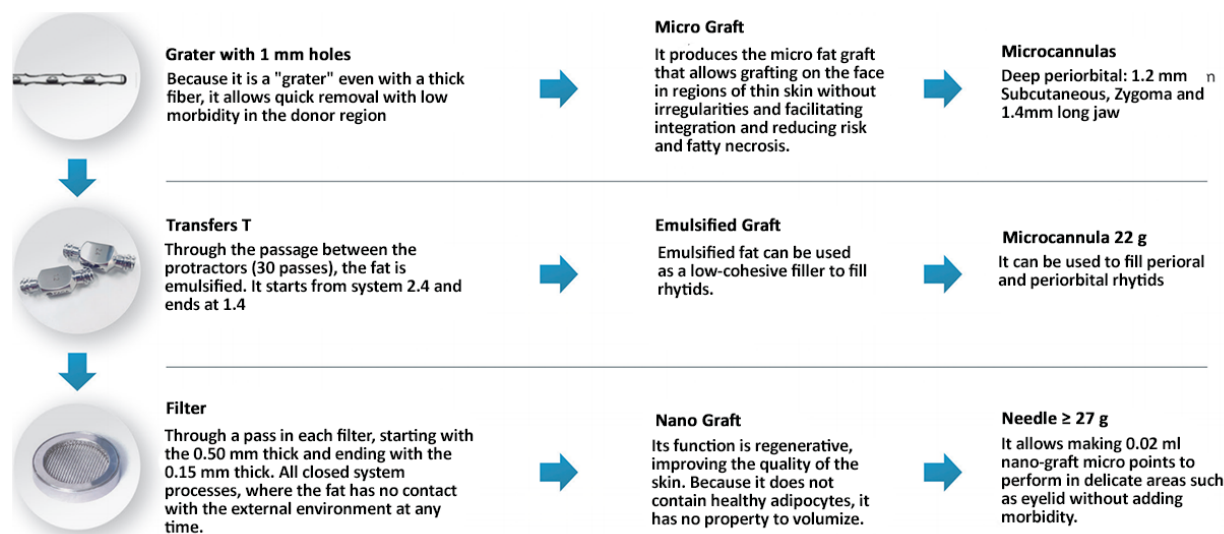 Grater with 1 mm holes
Because it is a "grater" even with a thick
fiber, it allows quick removal with low
morbidity in the donor region
Micro Graft
It produces the micro fat graft
that allows grafting on the face
in regions of thin skin without
irregularities and facilitating
integration and reducing risk
and fatty necrosis.
Microcannulas
Deep periorbital: 1.2 mm n
Subcutaneous, Zygoma and
1.4mm long jaw
Transfers T
Through the passage between the
protractors (30 passes), the fat is
emulsified. It starts from system 2.4 and
ends at 1.4
Emulsified Graft
Emulsified fat can be used
as a low-cohesive filler to fill
rhytids.
Microcannula 22 g
It can be used to fill perioral
and periorbital rhytids
Filter
Through a pass in each filter, starting with
the 0.50 mm thick and ending with the
0.15 mm thick. All closed system
processes, where the fat has no contact
with the external environment at any
time.
Nano Graft
Its function is regenerative,
improving the quality of the
skin. Because it does not
contain healthy adipocytes, it
has no property to volumize.
Needle ≥ 27 g
It allows making 0.02 ml
nano-graft micro points to
perform in delicate areas such
as eyelid without adding
morbidity.